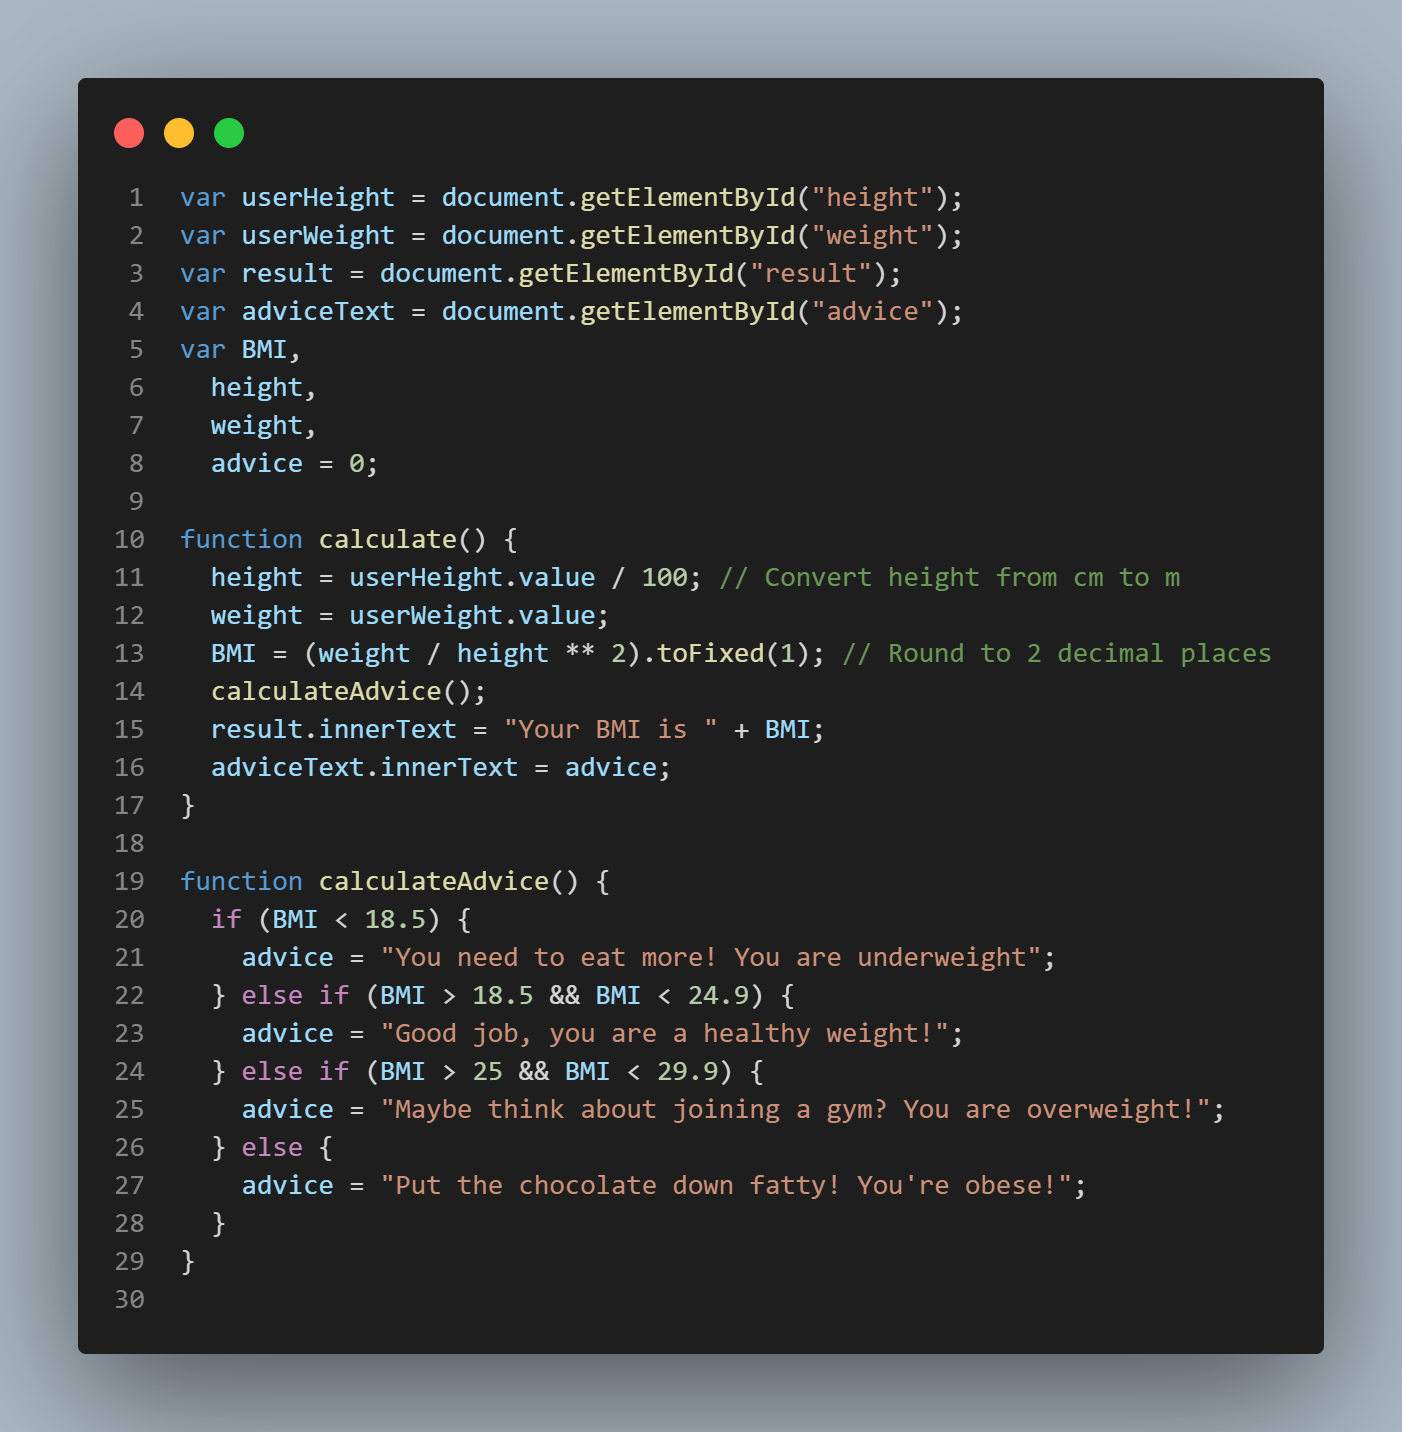 1 var userHeight = document.getElementById("height");
2 var userWeight = document.getElementById("weight");
3 var result = document.getElementById("result");
4 var adviceText = document.getElementById("advice");
5 var BMI,
6   height,
7   weight,
8   advice = 0;
9
10 function calculate() {
11   height = userHeight.value / 100; // Convert height from cm to m
12   weight = userWeight.value;
13   BMI = (weight / height ** 2).toFixed(1); // Round to 2 decimal places
14   calculateAdvice();
15   result.innerText = "Your BMI is " + BMI;
16   adviceText.innerText = advice;
17 }
18
19 function calculateAdvice() {
20   if (BMI < 18.5) {
21     advice = "You need to eat more! You are underweight";
22   } else if (BMI > 18.5 && BMI < 24.9) {
23     advice = "Good job, you are a healthy weight!";
24   } else if (BMI > 25 && BMI < 29.9) {
25     advice = "Maybe think about joining a gym? You are overweight!";
26   } else {
27     advice = "Put the chocolate down fatty! You're obese!";
28   }
29 }
30